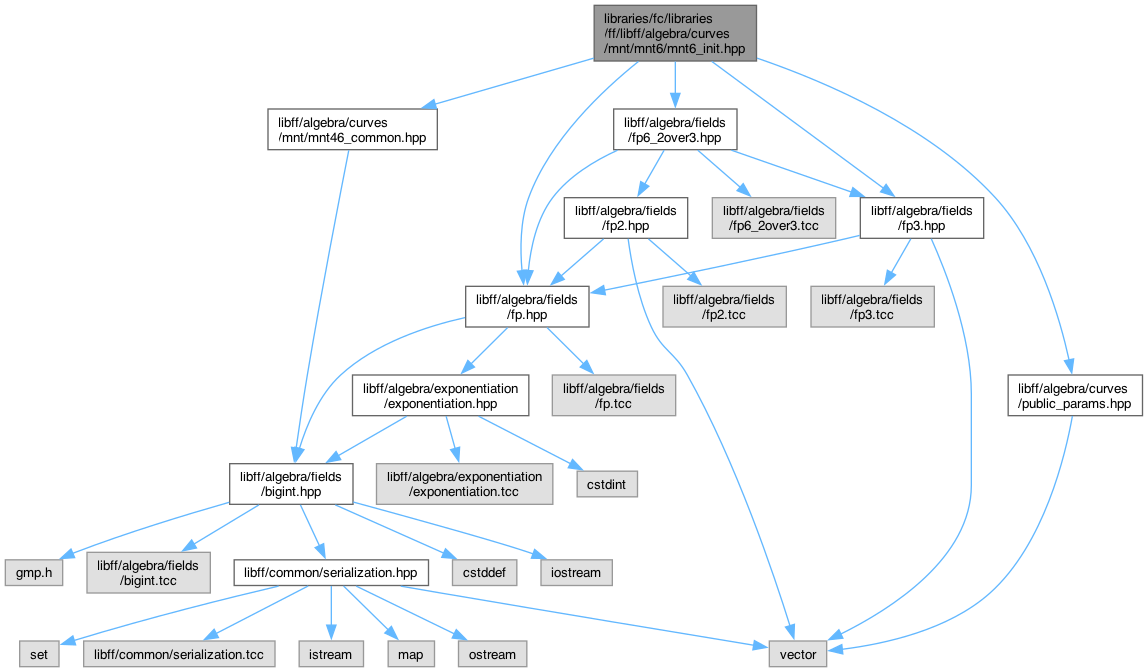 libraries/fc/libraries
/ff/libff/algebra/curves
/mnt/mnt6/mnt6_init.hpp
libff/algebra/curves
/mnt/mnt46_common.hpp
libff/algebra/fields
/fp6_2over3.hpp
libff/algebra/fields
/fp2.hpp
libff/algebra/fields
/fp6_2over3.tcc
libff/algebra/fields
/fp3.hpp
libff/algebra/fields
/fp.hpp
libff/algebra/fields
/fp2.tcc
libff/algebra/fields
/fp3.tcc
libff/algebra/exponentiation
/exponentiation.hpp
libff/algebra/fields
/fp.tcc
libff/algebra/curves
/public_params.hpp
libff/algebra/fields
/bigint.hpp
libff/algebra/exponentiation
/exponentiation.tcc
cstdint
gmp.h
libff/algebra/fields
/bigint.tcc
libff/common/serialization.hpp
cstddef
iostream
set
libff/common/serialization.tcc
istream
map
ostream
vector